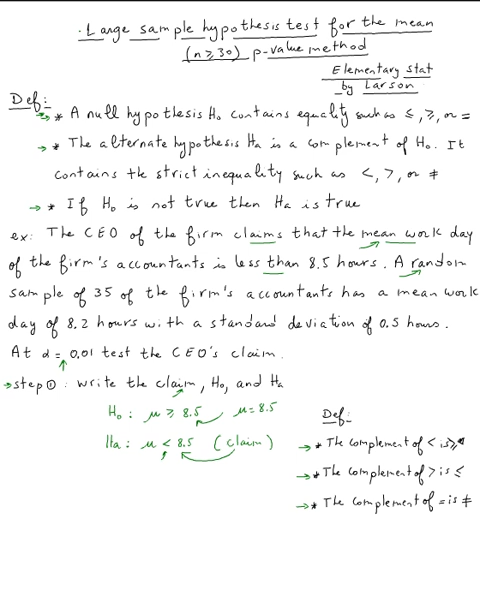 . Large sample hypothesis test for the mean
(n ≥ 30) p-value method
Elementary stat
by Larson
Def:
→ * A null hypothesis H₀ contains equality such as ≤, ≥, or =
→ * The alternate hypothesis Ha is a complement of H₀. It
contains the strict inequality such as <, >, or ≠
→ * If H₀ is not true then Ha is true
ex: The CEO of the firm claims that the mean work day
of the firm's accountants is less than 8.5 hours. A random
sample of 35 of the firm's accountants has a mean work
day of 8.2 hours with a standard deviation of 0.5 hours.
At α = 0.01 test the CEO's claim.
→ step ①: write the claim, H₀, and Ha
H₀: μ ≥ 8.5 μ = 8.5
Ha: μ < 8.5 (claim)
Def:
→ * The complement of < is ≥
→ * The complement of > is ≤
→ * The complement of = is ≠